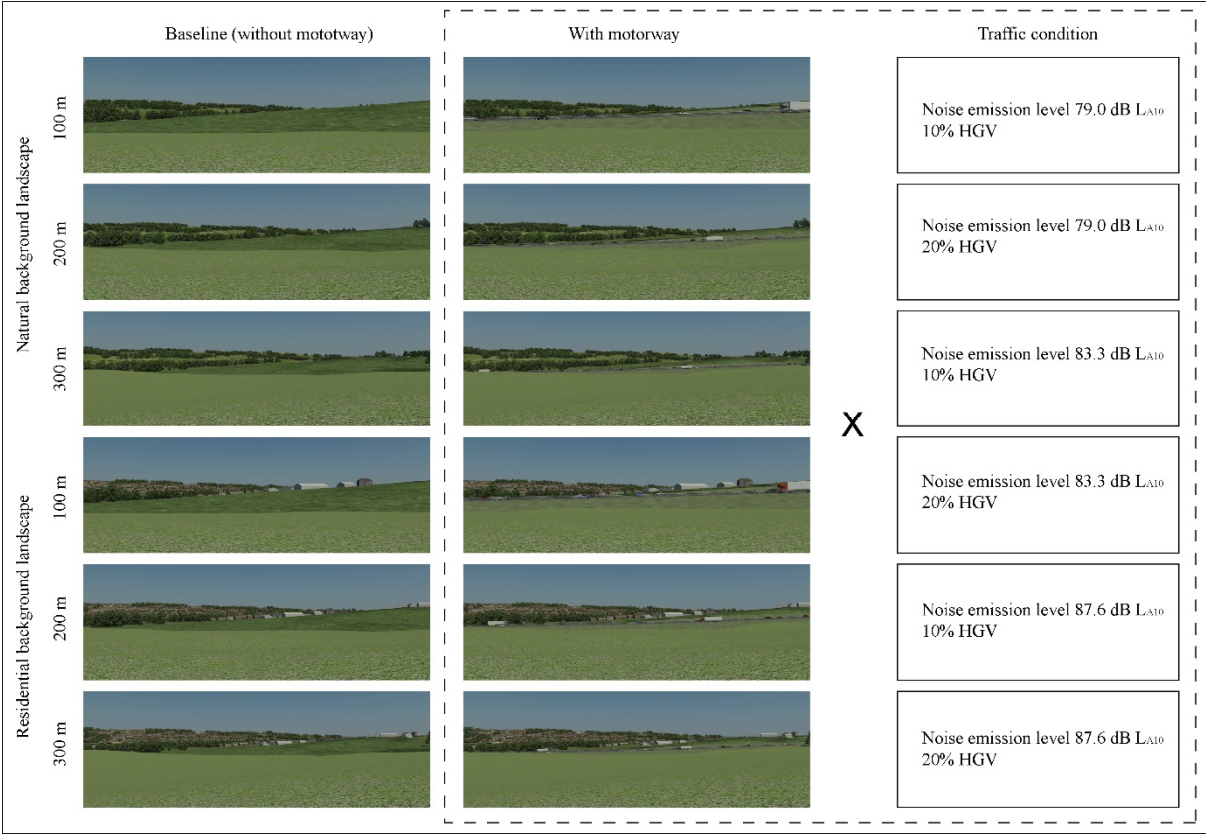 Baseline (without mototway)
With motorway
Traffic condition
Natural background landscape
100 m
200 m
300 m
Residential background landscape
100 m
200 m
300 m
X
Noise emission level 79.0 dB LA10
10% HGV
Noise emission level 79.0 dB LA10
20% HGV
Noise emission level 83.3 dB LA10
10% HGV
Noise emission level 83.3 dB LA10
20% HGV
Noise emission level 87.6 dB LA10
10% HGV
Noise emission level 87.6 dB LA10
20% HGV